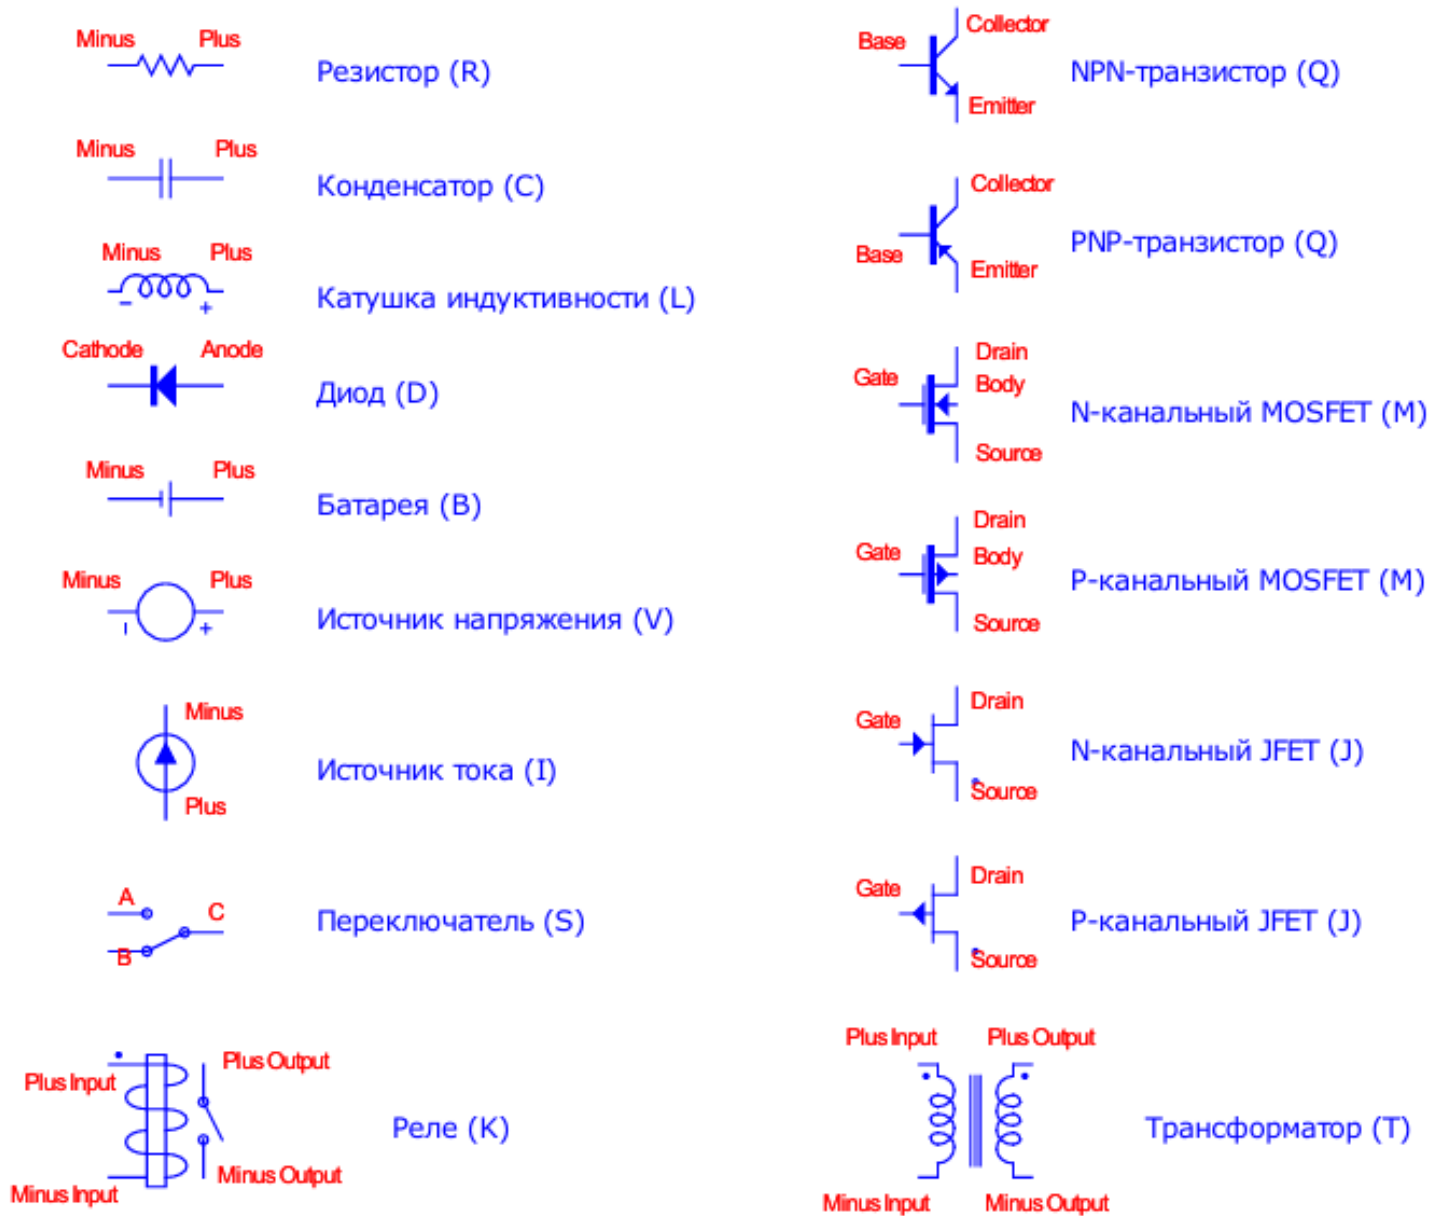 Minus Plus
Резистор (R)
Minus Plus
Конденсатор (C)
Minus Plus
- +
Катушка индуктивности (L)
Cathode Anode
Диод (D)
Minus Plus
Батарея (B)
Minus Plus
+
Источник напряжения (V)
Minus
Источник тока (I)
Plus
A
C
B
Переключатель (S)
Plus Input
Plus Output
Реле (K)
Minus Output
Minus Input
Collector
Base
NPN-транзистор (Q)
Emitter
Collector
Base
PNP-транзистор (Q)
Emitter
Drain
Gate
Body
N-канальный MOSFET (M)
Source
Drain
Gate
Body
P-канальный MOSFET (M)
Source
Drain
Gate
N-канальный JFET (J)
Source
Drain
Gate
P-канальный JFET (J)
Source
Plus Input Plus Output
Трансформатор (T)
Minus Input Minus Output